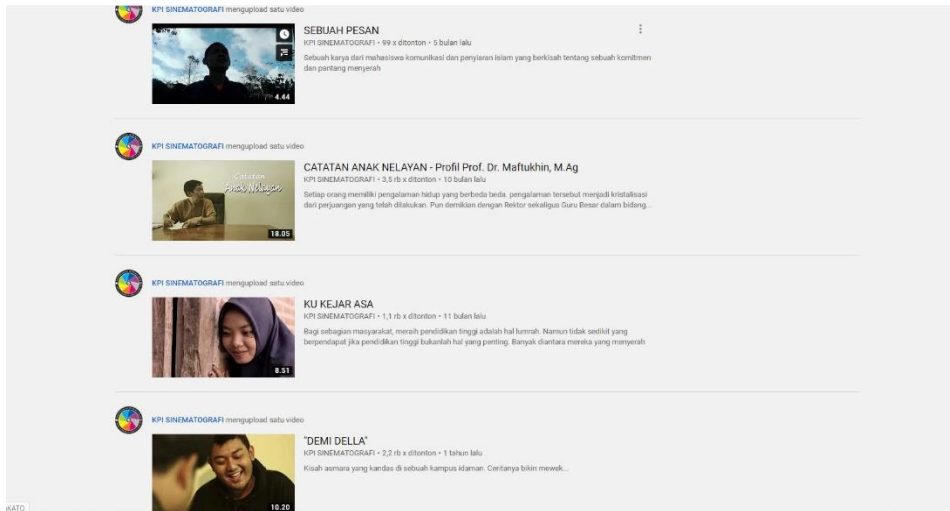 KPI SINEMATOGRAFI mengupload satu video
SEBUAH PESAN
KPI SINEMATOGRAFI • 99 x ditonton • 5 bulan lalu
Sebuah karya dari mahasiswa komunikasi dan penyiaran islam yang berkisah tentang sebuah komitmen
dan pantang menyerah
4.44
KPI SINEMATOGRAFI mengupload satu video
Catatan
Anak Nelayan
18.05
CATATAN ANAK NELAYAN - Profil Prof. Dr. Maftukhin, M.Ag
KPI SINEMATOGRAFI • 3,5 rb x ditonton • 10 bulan lalu
Setiap orang memiliki pengalaman hidup yang berbeda beda. pengalaman tersebut menjadi kristalisasi
dari perjuangan yang telah dilakukan. Pun demikian dengan Rektor sekaligus Guru Besar dalam bidang...
KPI SINEMATOGRAFI mengupload satu video
KU KEJAR ASA
KPI SINEMATOGRAFI • 1,1 rb x ditonton • 11 bulan lalu
Bagi sebagian masyarakat, meraih pendidikan tinggi adalah hal lumrah. Namun tidak sedikit yang
berpendapat jika pendidikan tinggi bukanlah hal yang penting. Banyak diantara mereka yang menyerah
8.51
KPI SINEMATOGRAFI mengupload satu video
"DEMI DELLA"
KPI SINEMATOGRAFI • 2,2 rb x ditonton • 1 tahun lalu
Kisah asmara yang kandas di sebuah kampus idaman. Ceritanya bikin mewek...
10.20